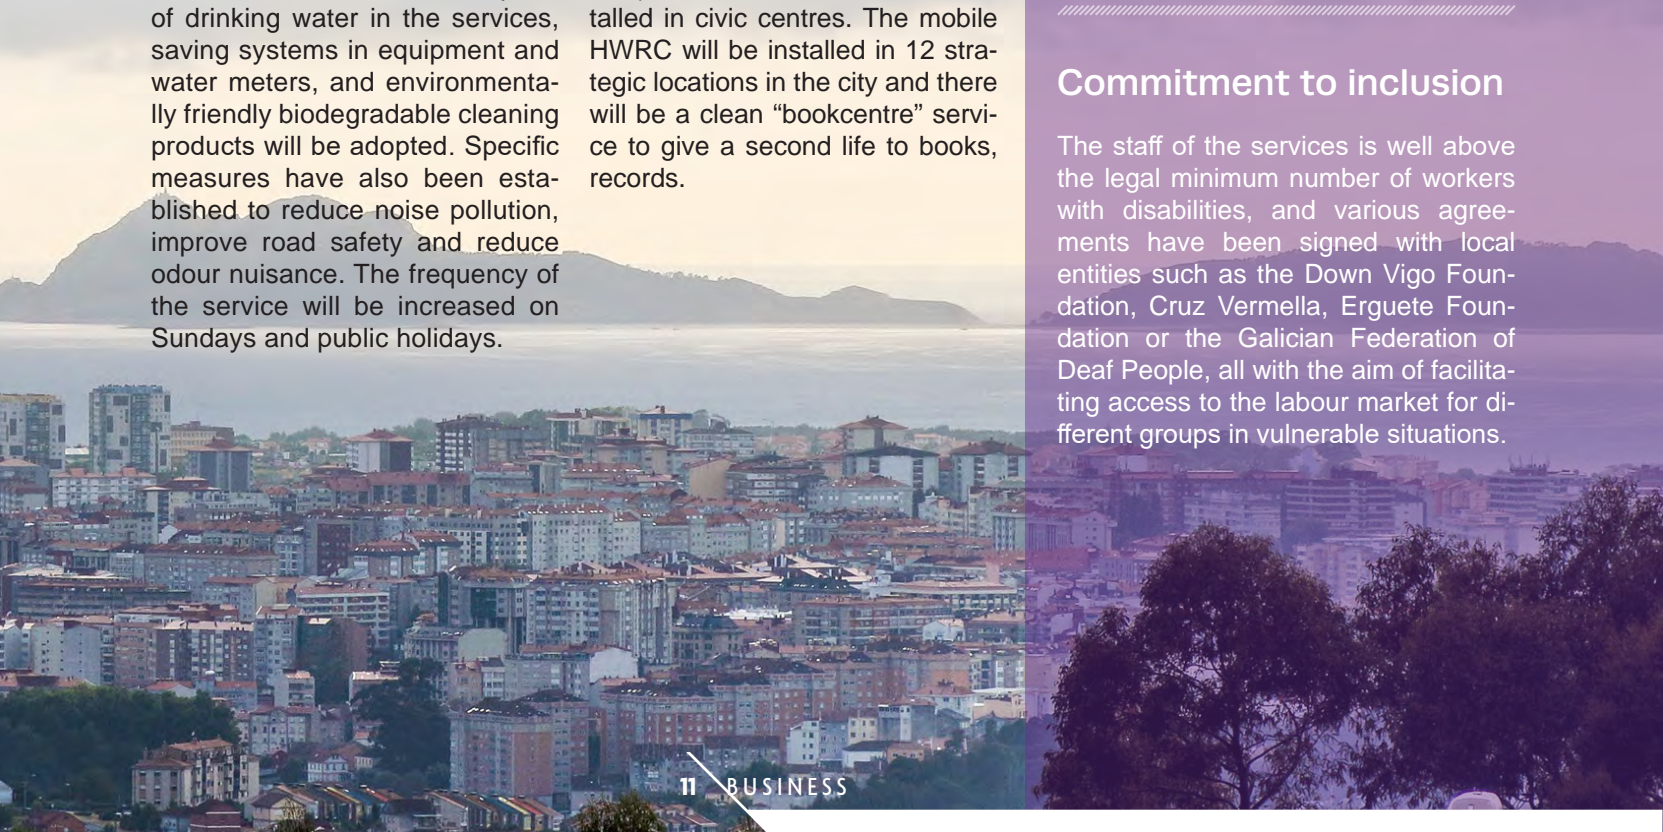 of drinking water in the services,
saving systems in equipment and
water meters, and environmenta-
lly friendly biodegradable cleaning
products will be adopted. Specific
measures have also been esta-
blished to reduce noise pollution,
improve road safety and reduce
odour nuisance. The frequency of
the service will be increased on
Sundays and public holidays.
talled in civic centres. The mobile
HWRC will be installed in 12 stra-
tegic locations in the city and there
will be a clean “bookcentre” servi-
ce to give a second life to books,
records.
Commitment to inclusion
The staff of the services is well above
the legal minimum number of workers
with disabilities, and various agree-
ments have been signed with local
entities such as the Down Vigo Foun-
dation, Cruz Vermella, Erguete Foun-
dation or the Galician Federation of
Deaf People, all with the aim of facilita-
ting access to the labour market for di-
fferent groups in vulnerable situations.
11 BUSINESS